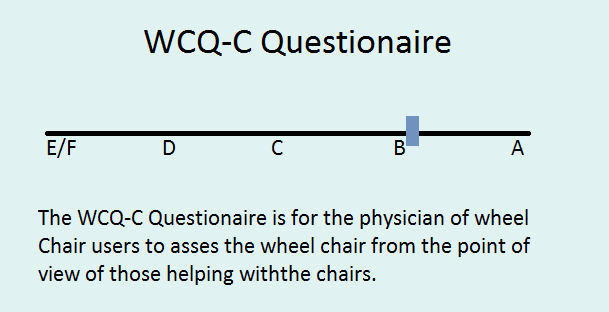 WCQ-C Questionaire
E/F D C B A
The WCQ-C Questionaire is for the physician of wheel
Chair users to asses the wheel chair from the point of
view of those helping withthe chairs.